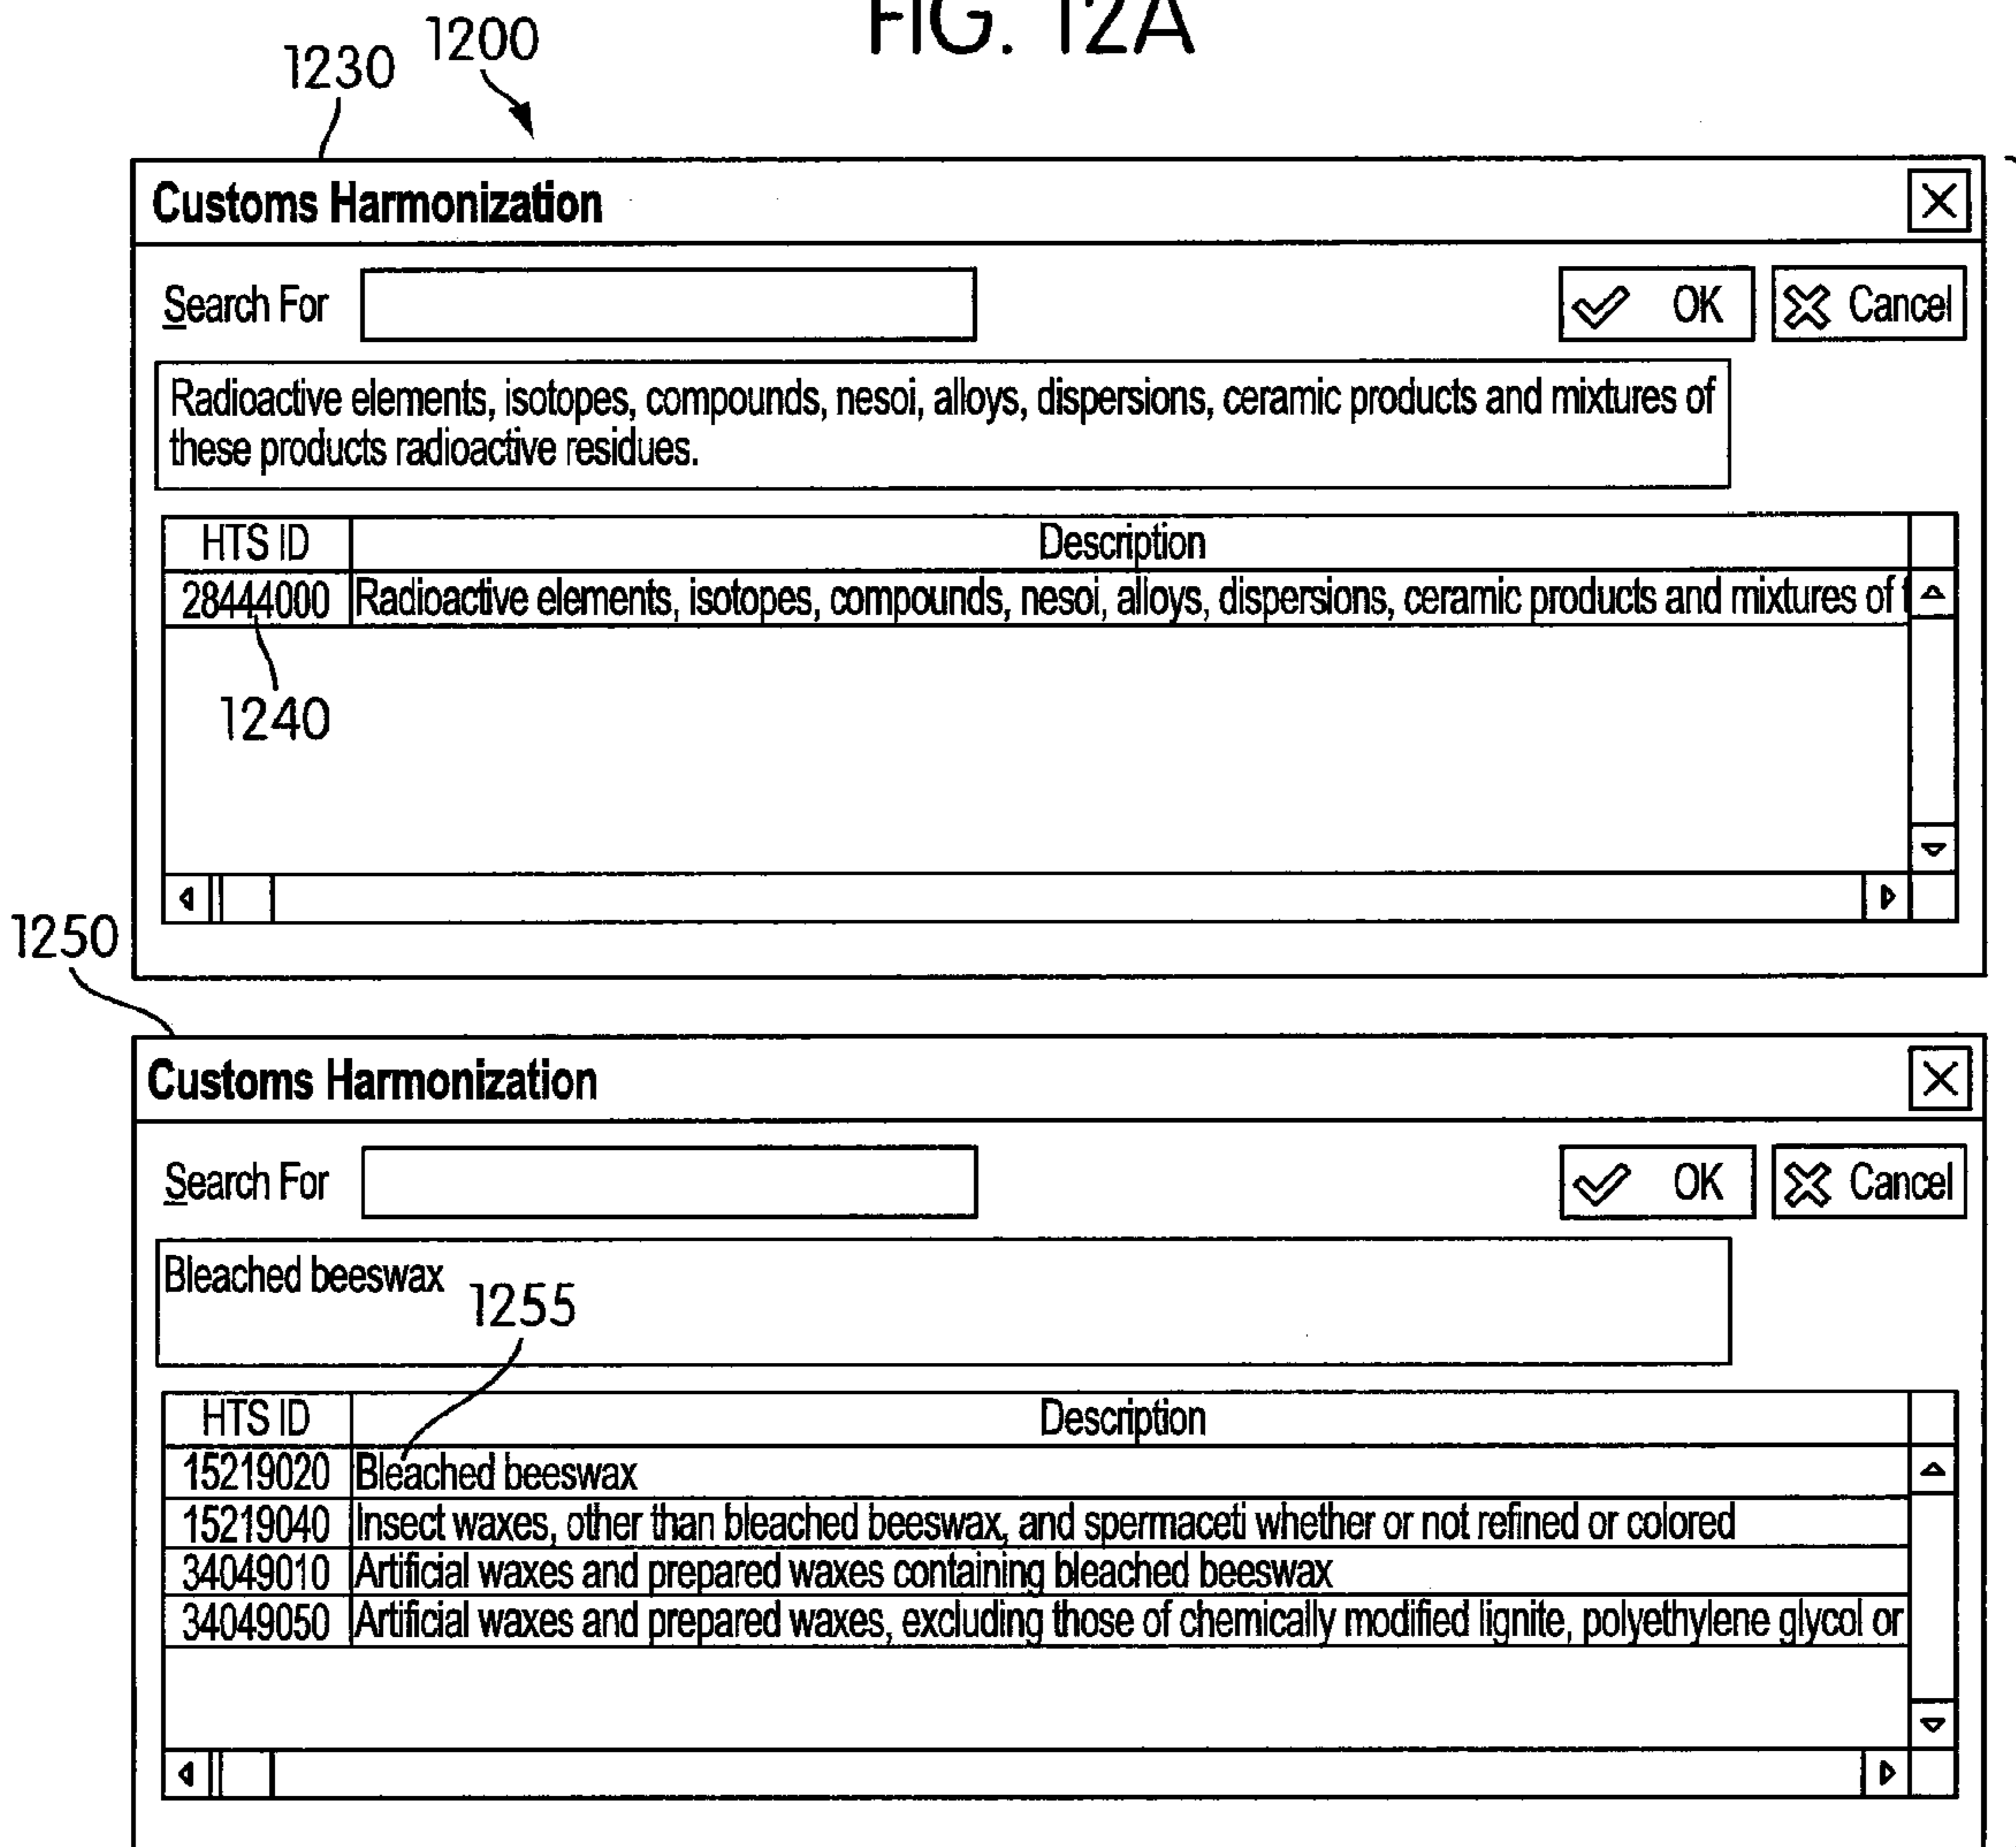 FIG. 12A
1230 1200
Customs Harmonization
Search For OK Cancel
Radioactive elements, isotopes, compounds, nesoi, alloys, dispersions, ceramic products and mixtures of
these products radioactive residues.
HTS ID Description
28444000 Radioactive elements, isotopes, compounds, nesoi, alloys, dispersions, ceramic products and mixtures of
1240
1250
Customs Harmonization
Search For OK Cancel
Bleached beeswax
1255
HTS ID Description
15219020 Bleached beeswax
15219040 Insect waxes, other than bleached beeswax, and spermaceti whether or not refined or colored
34049010 Artificial waxes and prepared waxes containing bleached beeswax
34049050 Artificial waxes and prepared waxes, excluding those of chemically modified lignite, polyethylene glycol or